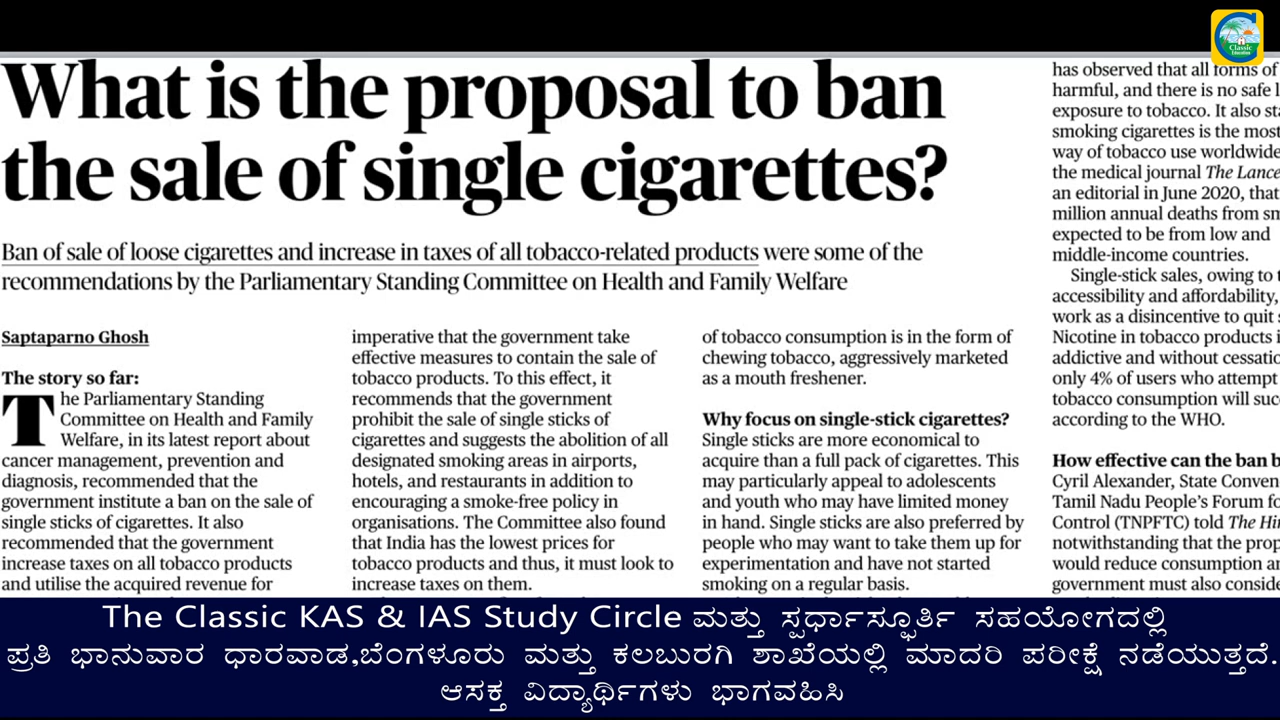 Classic
Education
What is the proposal to ban
the sale of single cigarettes?
Ban of sale of loose cigarettes and increase in taxes of all tobacco-related products were some of the
recommendations by the Parliamentary Standing Committee on Health and Family Welfare
Saptaparno Ghosh
The story so far:
The Parliamentary Standing
Committee on Health and Family
Welfare, in its latest report about
cancer management, prevention and
diagnosis, recommended that the
government institute a ban on the sale of
single sticks of cigarettes. It also
recommended that the government
increase taxes on all tobacco products
and utilise the acquired revenue for
imperative that the government take
effective measures to contain the sale of
tobacco products. To this effect, it
recommends that the government
prohibit the sale of single sticks of
cigarettes and suggests the abolition of all
designated smoking areas in airports,
hotels, and restaurants in addition to
encouraging a smoke-free policy in
organisations. The Committee also found
that India has the lowest prices for
tobacco products and thus, it must look to
increase taxes on them.
of tobacco consumption is in the form of
chewing tobacco, aggressively marketed
as a mouth freshener.
Why focus on single-stick cigarettes?
Single sticks are more economical to
acquire than a full pack of cigarettes. This
may particularly appeal to adolescents
and youth who may have limited money
in hand. Single sticks are also preferred by
people who may want to take them up for
experimentation and have not started
smoking on a regular basis.
has observed that all forms of
harmful, and there is no safe l
exposure to tobacco. It also sta
smoking cigarettes is the most
way of tobacco use worldwide
the medical journal The Lance
an editorial in June 2020, that
million annual deaths from sm
expected to be from low and
middle-income countries.
Single-stick sales, owing to t
accessibility and affordability,
work as a disincentive to quit s
Nicotine in tobacco products i
addictive and without cessatio
only 4% of users who attempt
tobacco consumption will suc
according to the WHO.
How effective can the ban b
Cyril Alexander, State Conven
Tamil Nadu People's Forum fo
Control (TNPFTC) told The Hi
notwithstanding that the prop
would reduce consumption an
government must also conside
The Classic KAS & IAS Study Circle ಮತ್ತು ಸ್ಪರ್ಧಾಸ್ಫೂರ್ತಿ ಸಹಯೋಗದಲ್ಲಿ
ಪ್ರತಿ ಭಾನುವಾರ ಧಾರವಾಡ,ಬೆಂಗಳೂರು ಮತ್ತು ಕಲಬುರಗಿ ಶಾಖೆಯಲ್ಲಿ ಮಾದರಿ ಪರೀಕ್ಷೆ ನಡೆಯುತ್ತದೆ.
ಆಸಕ್ತ ವಿದ್ಯಾರ್ಥಿಗಳು ಭಾಗವಹಿಸಿ